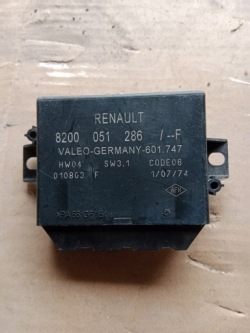 RENAULT
8200 051 286 /--F
VALEO-GERMANY-601.747
HW04 SW3.1 CODE06
010803 F 1/07/74